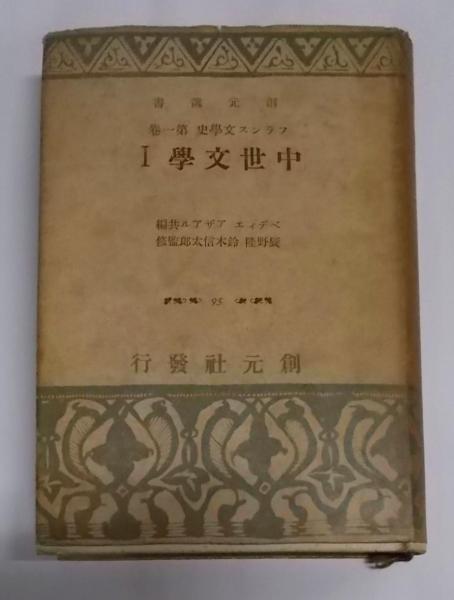 創元選書
フランス文學史 第一卷
中世文學 I
ベディエ アザアル共編
辰野隆 鈴木信太郎監修
95
創元社發行